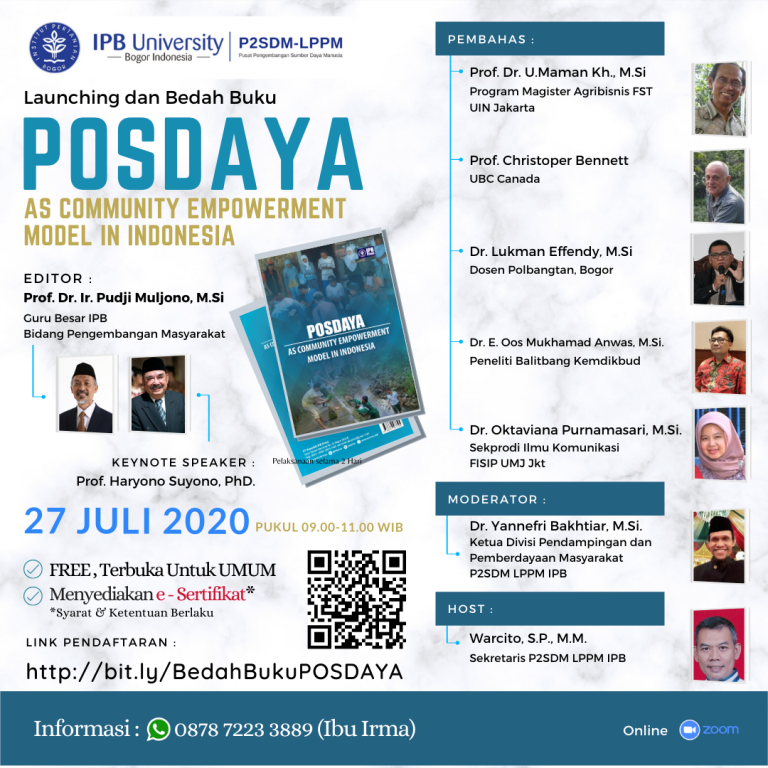 INSTITUT PERTANIAN
BOGOR
IPB University
Bogor Indonesia
P2SDM-LPPM
Pusat Pengembangan Sumber Daya Manusia
Launching dan Bedah Buku
POSDAYA
AS COMMUNITY EMPOWERMENT
MODEL IN INDONESIA
EDITOR :
Prof. Dr. Ir. Pudji Muljono, M.Si
Guru Besar IPB
Bidang Pengembangan Masyarakat
POSDAYA
AS COMMUNITY EMPOWERMENT
MODEL IN INDONESIA
Pelaksanaan selama 2 Hari
KEYNOTE SPEAKER :
Prof. Haryono Suyono, PhD.
27 JULI 2020 PUKUL 09.00-11.00 WIB
FREE , Terbuka Untuk UMUM
Menyediakan e - Sertifikat*
*Syarat & Ketentuan Berlaku
LINK PENDAFTARAN :
http://bit.ly/BedahBukuPOSDAYA
PEMBAHAS :
Prof. Dr. U.Maman Kh., M.Si
Program Magister Agribisnis FST
UIN Jakarta
Prof. Christoper Bennett
UBC Canada
Dr. Lukman Effendy, M.Si
Dosen Polbangtan, Bogor
Dr. E. Oos Mukhamad Anwas, M.Si.
Peneliti Balitbang Kemdikbud
Dr. Oktaviana Purnamasari, M.Si.
Sekprodi Ilmu Komunikasi
FISIP UMJ Jkt
MODERATOR :
Dr. Yannefri Bakhtiar, M.Si.
Ketua Divisi Pendampingan dan
Pemberdayaan Masyarakat
P2SDM LPPM IPB
HOST :
Warcito, S.P., M.M.
Sekretaris P2SDM LPPM IPB
Informasi : 0878 7223 3889 (Ibu Irma)
Online zoom